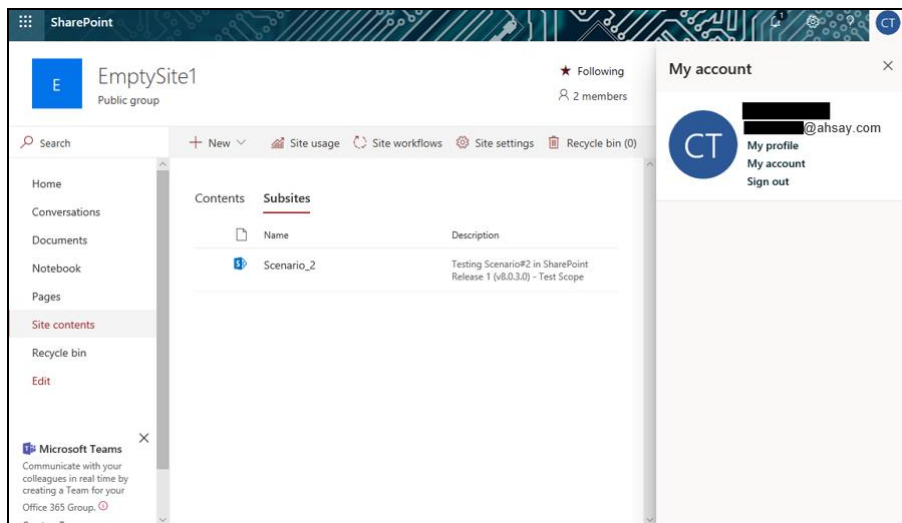 SharePoint
1
?
CT
E
EmptySite1
Public group
★ Following
2 members
My account
×
CT
@ahsay.com
My profile
My account
Sign out
Search
+ New
Site usage
Site workflows
Site settings
Recycle bin (0)
Home
Conversations
Documents
Notebook
Pages
Site contents
Recycle bin
Edit
Contents
Subsites
Name
Description
Scenario_2
Testing Scenario#2 in SharePoint
Release 1 (v8.0.3.0) - Test Scope
Microsoft Teams
Communicate with your
colleagues in real time by
creating a Team for your
Office 365 Group.